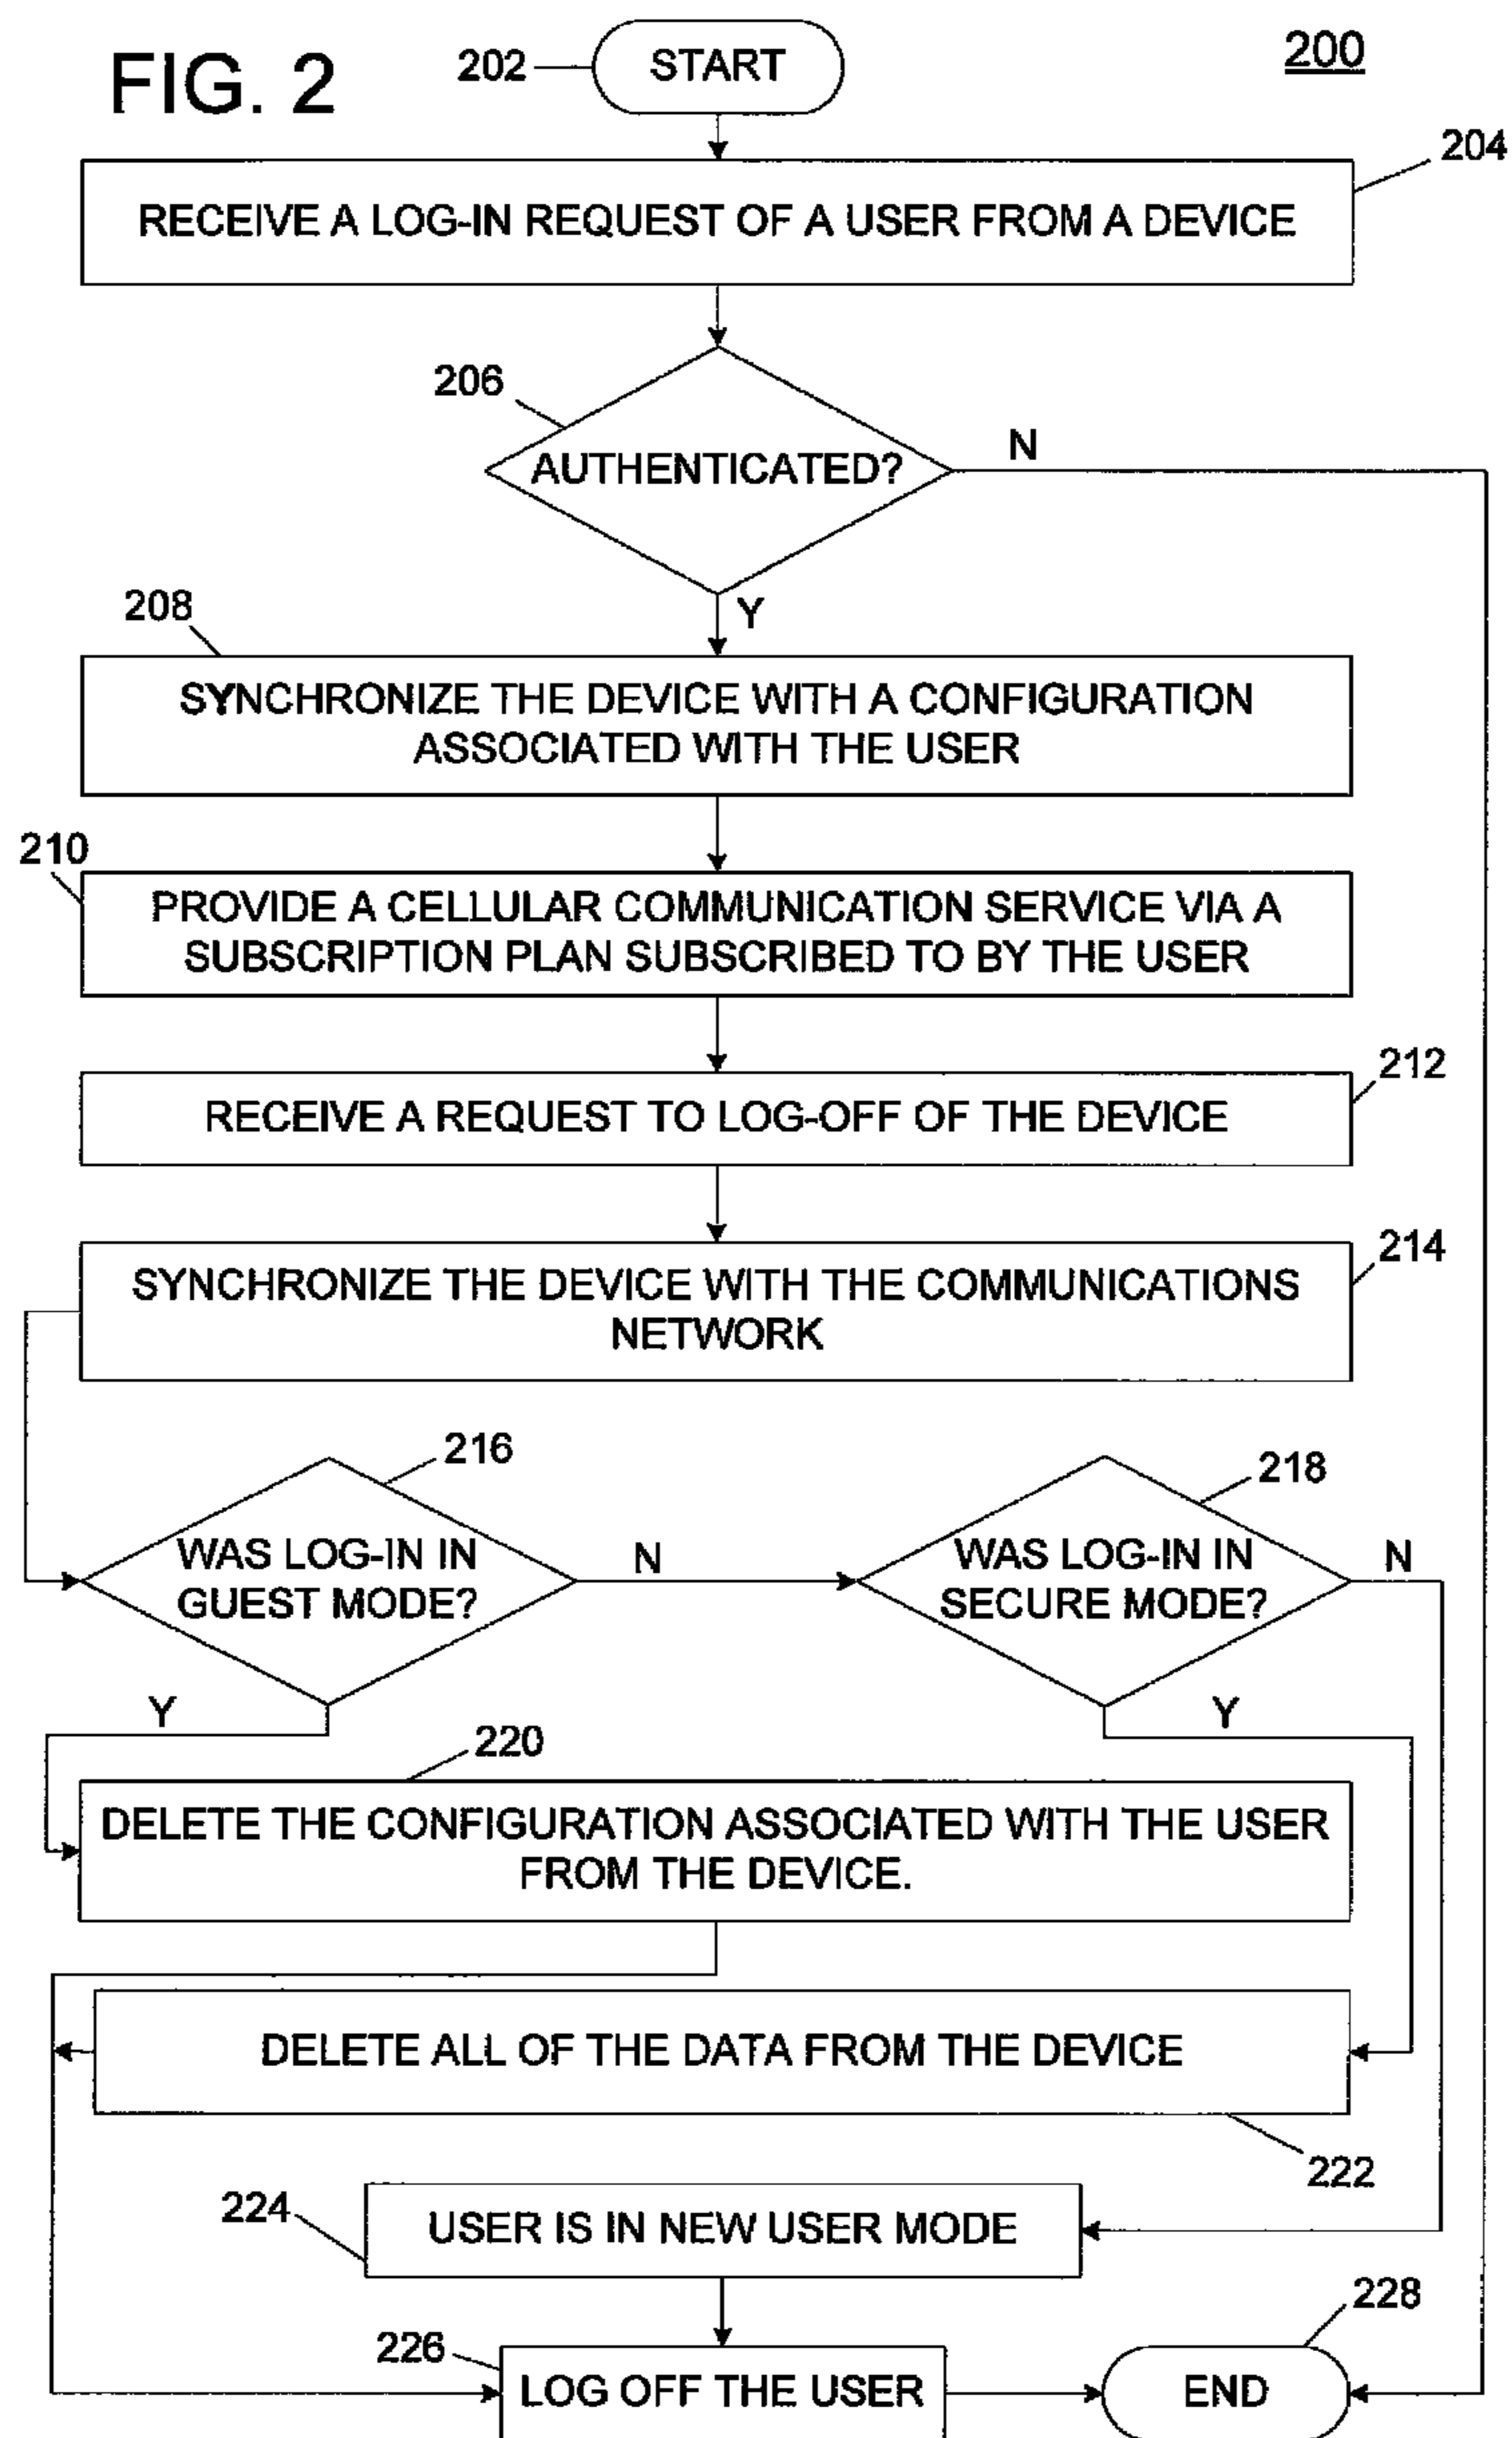 FIG. 2
200
202
START
204
RECEIVE A LOG-IN REQUEST OF A USER FROM A DEVICE
206
AUTHENTICATED?
N
Y
208
SYNCHRONIZE THE DEVICE WITH A CONFIGURATION
ASSOCIATED WITH THE USER
210
PROVIDE A CELLULAR COMMUNICATION SERVICE VIA A
SUBSCRIPTION PLAN SUBSCRIBED TO BY THE USER
212
RECEIVE A REQUEST TO LOG-OFF OF THE DEVICE
214
SYNCHRONIZE THE DEVICE WITH THE COMMUNICATIONS
NETWORK
216
WAS LOG-IN IN
GUEST MODE?
N
218
WAS LOG-IN IN
SECURE MODE?
N
Y
Y
220
DELETE THE CONFIGURATION ASSOCIATED WITH THE USER
FROM THE DEVICE.
DELETE ALL OF THE DATA FROM THE DEVICE
222
224
USER IS IN NEW USER MODE
226
LOG OFF THE USER
228
END